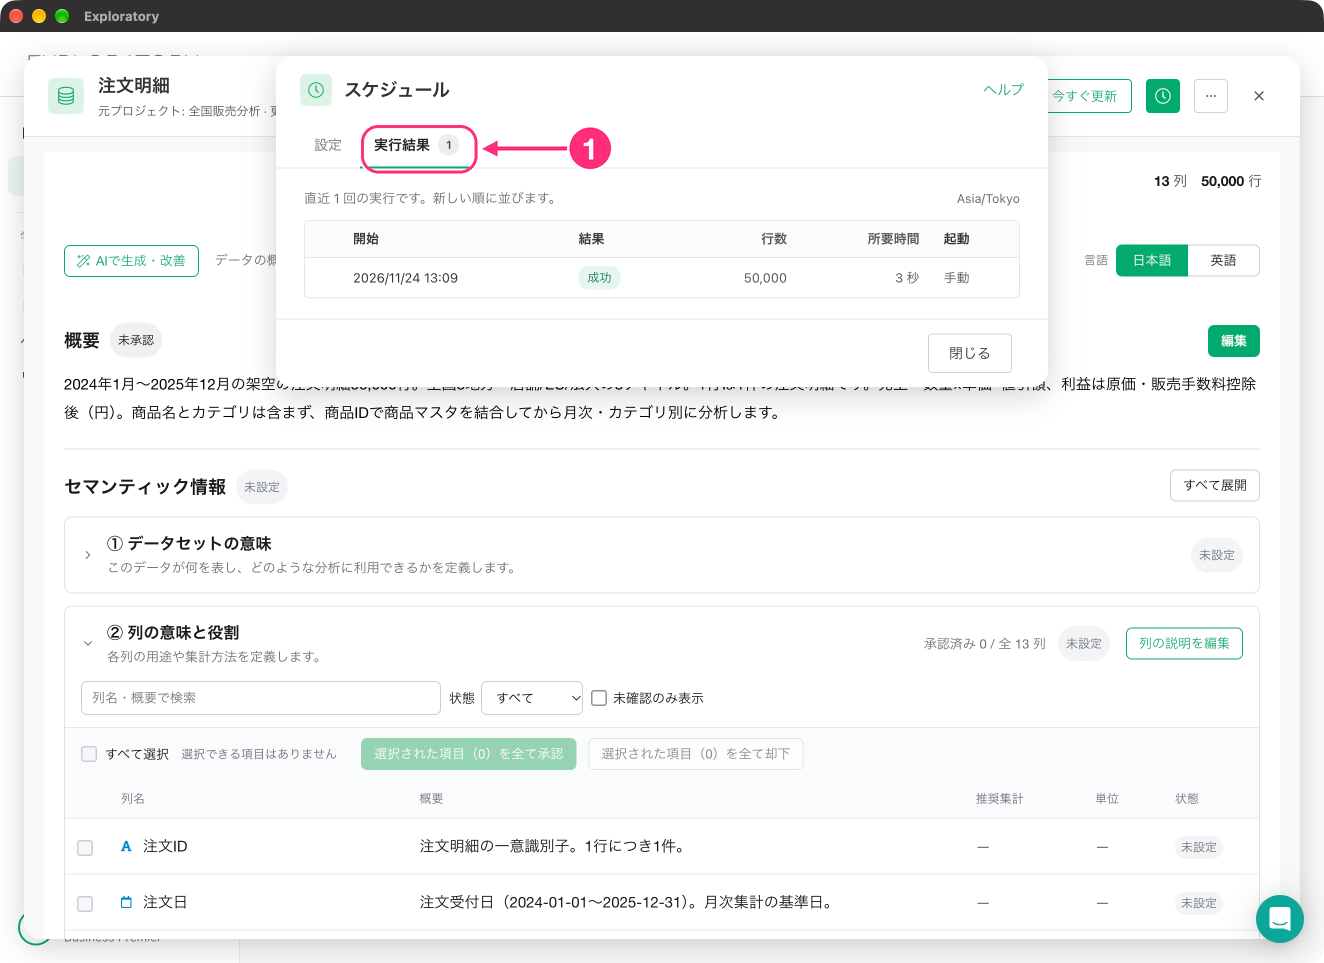 Exploratory
注文明細
元プロジェクト: 全国販売分析 · 更
スケジュール
ヘルプ
今すぐ更新
設定
実行結果 1
1
直近 1 回の実行です。新しい順に並びます。
Asia/Tokyo
13 列 50,000 行
開始 結果 行数 所要時間 起動
2026/11/24 13:09 成功 50,000 3 秒 手動
AIで生成・改善
データの概
言語 日本語 英語
閉じる
概要 未承認
編集
2024年1月〜2025年12月の架空の
、利益は原価・販売手数料控除
後（円）。商品名とカテゴリは含まず、商品IDで商品マスタを結合してから月次・カテゴリ別に分析します。
セマンティック情報 未設定
すべて展開
① データセットの意味
このデータが何を表し、どのような分析に利用できるかを定義します。
未設定
② 列の意味と役割
各列の用途や集計方法を定義します。
承認済み 0 / 全 13 列 未設定 列の説明を編集
列名・概要で検索 状態 すべて 未確認のみ表示
すべて選択 選択できる項目はありません 選択された項目（0）を全て承認 選択された項目（0）を全て却下
列名 概要 推奨集計 単位 状態
A 注文ID 注文明細の一意識別子。1行につき1件。 — — 未設定
注文日 注文受付日（2024-01-01〜2025-12-31）。月次集計の基準日。 — — 未設定